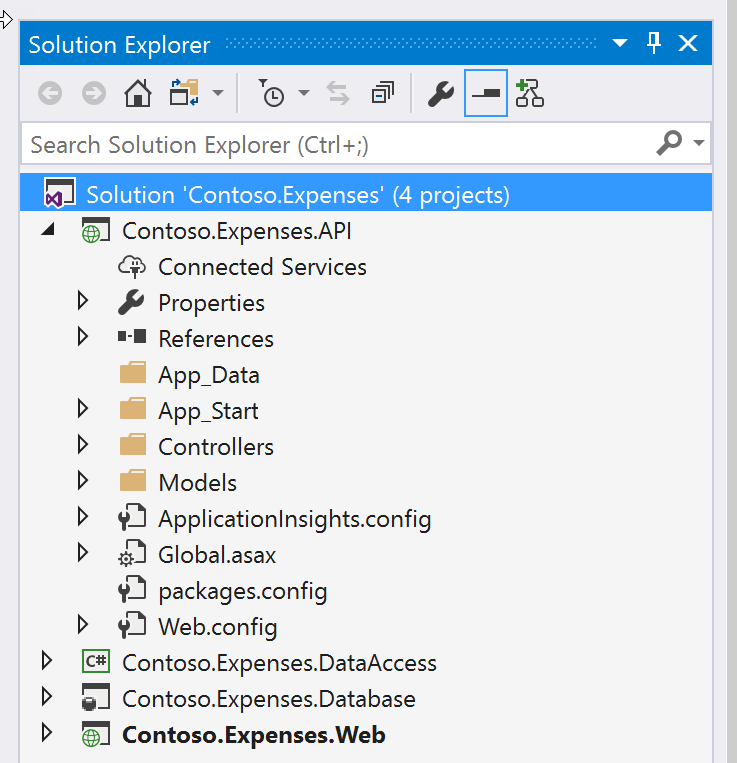 Solution Explorer
Search Solution Explorer (Ctrl+;)
Solution 'Contoso.Expenses' (4 projects)
Contoso.Expenses.API
Connected Services
Properties
References
App_Data
App_Start
Controllers
Models
ApplicationInsights.config
Global.asax
packages.config
Web.config
C# Contoso.Expenses.DataAccess
Contoso.Expenses.Database
Contoso.Expenses.Web